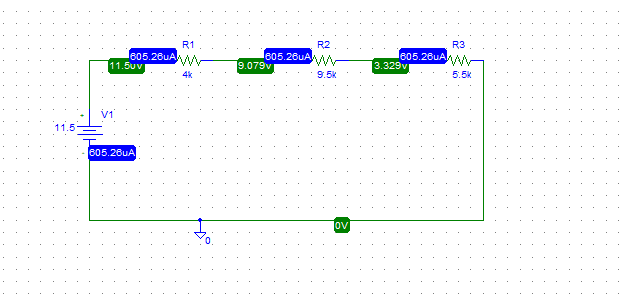 R1 R2 R3
605.26uA 605.26uA 605.26uA
11.50V 9.079V 3.329V
4k 9.5k 5.5k
+ V1
11.5
- 605.26uA
0V
0